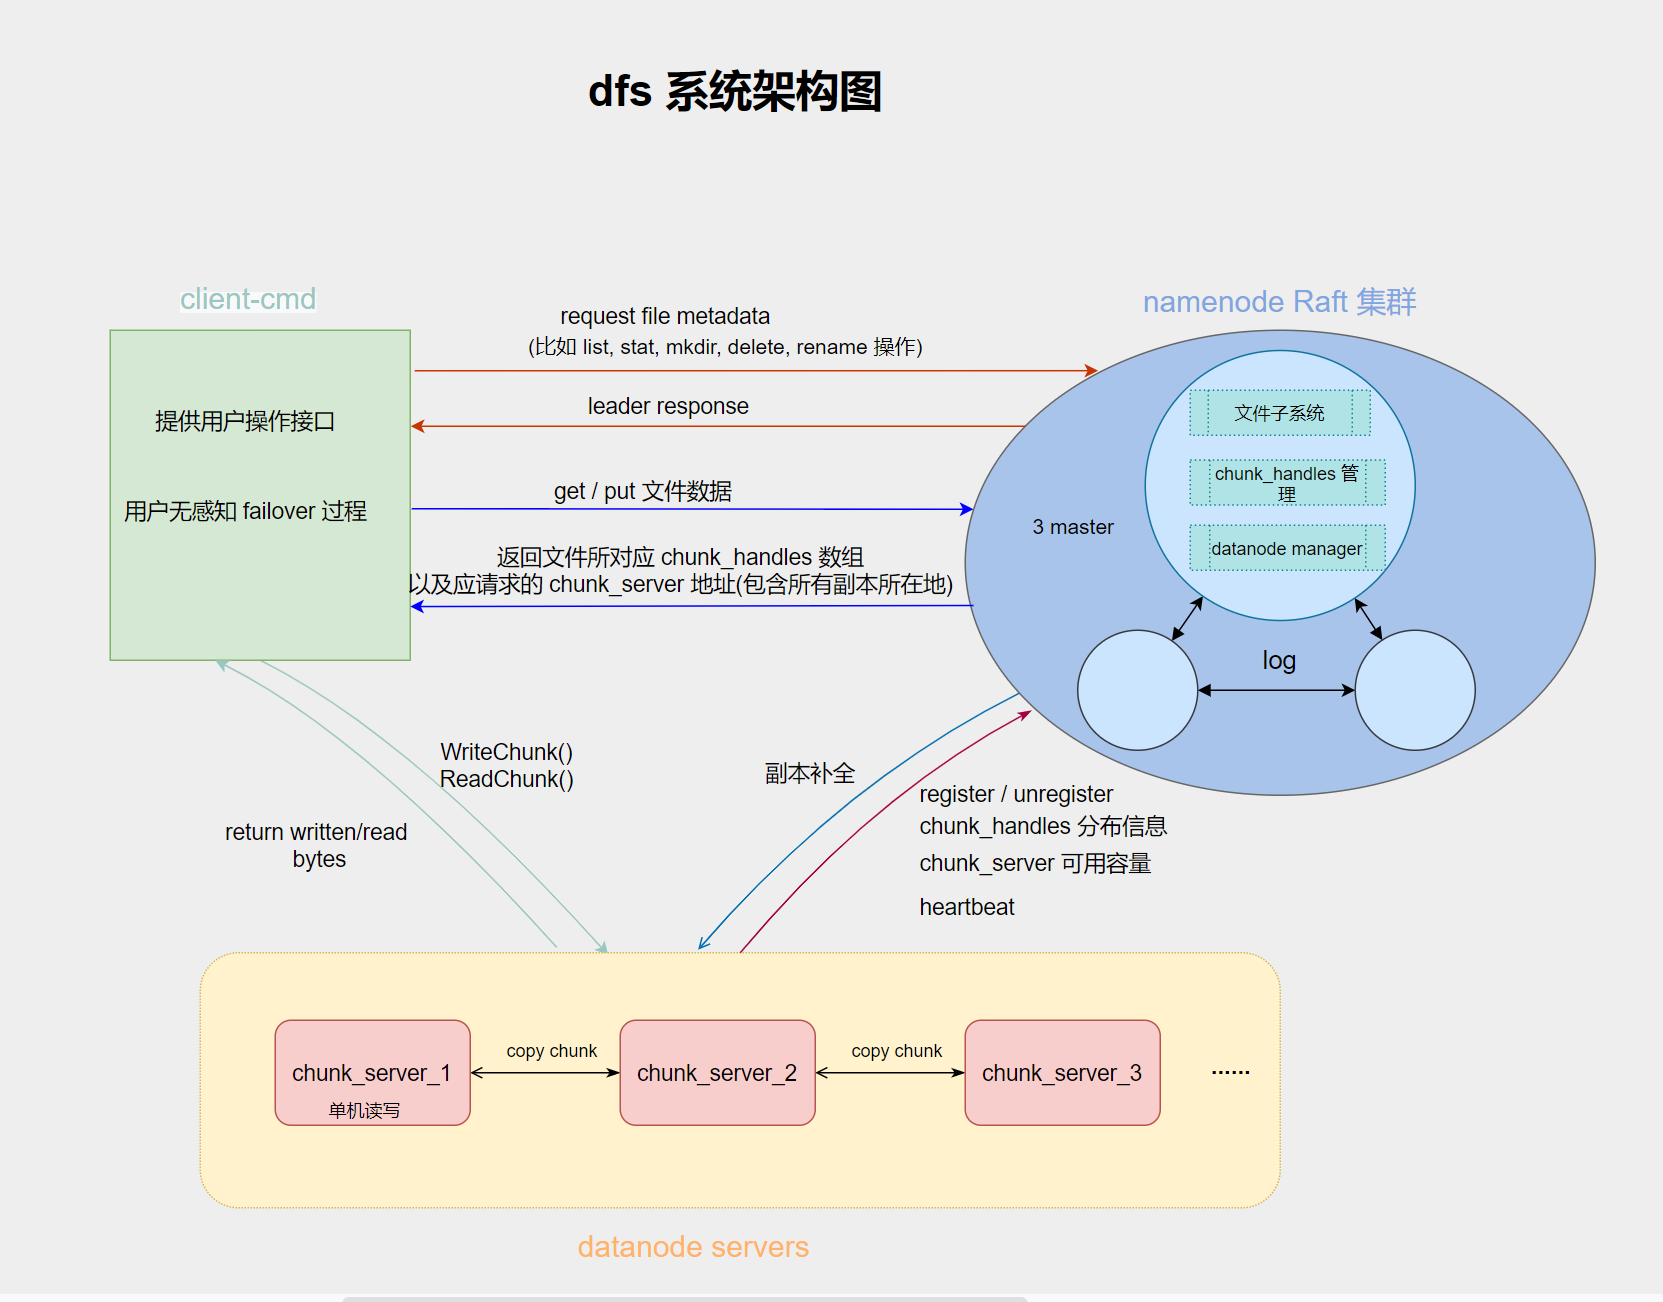 dfs 系统架构图
client-cmd
提供用户操作接口
用户无感知 failover 过程
request file metadata
(比如 list, stat, mkdir, delete, rename 操作)
leader response
get / put 文件数据
返回文件所对应 chunk_handles 数组
以及应请求的 chunk_server 地址(包含所有副本所在地)
namenode Raft 集群
文件子系统
chunk_handles 管
理
datanode manager
3 master
log
WriteChunk()
ReadChunk()
return written/read
bytes
副本补全
register / unregister
chunk_handles 分布信息
chunk_server 可用容量
heartbeat
chunk_server_1
单机读写
copy chunk
chunk_server_2
copy chunk
chunk_server_3
······
datanode servers